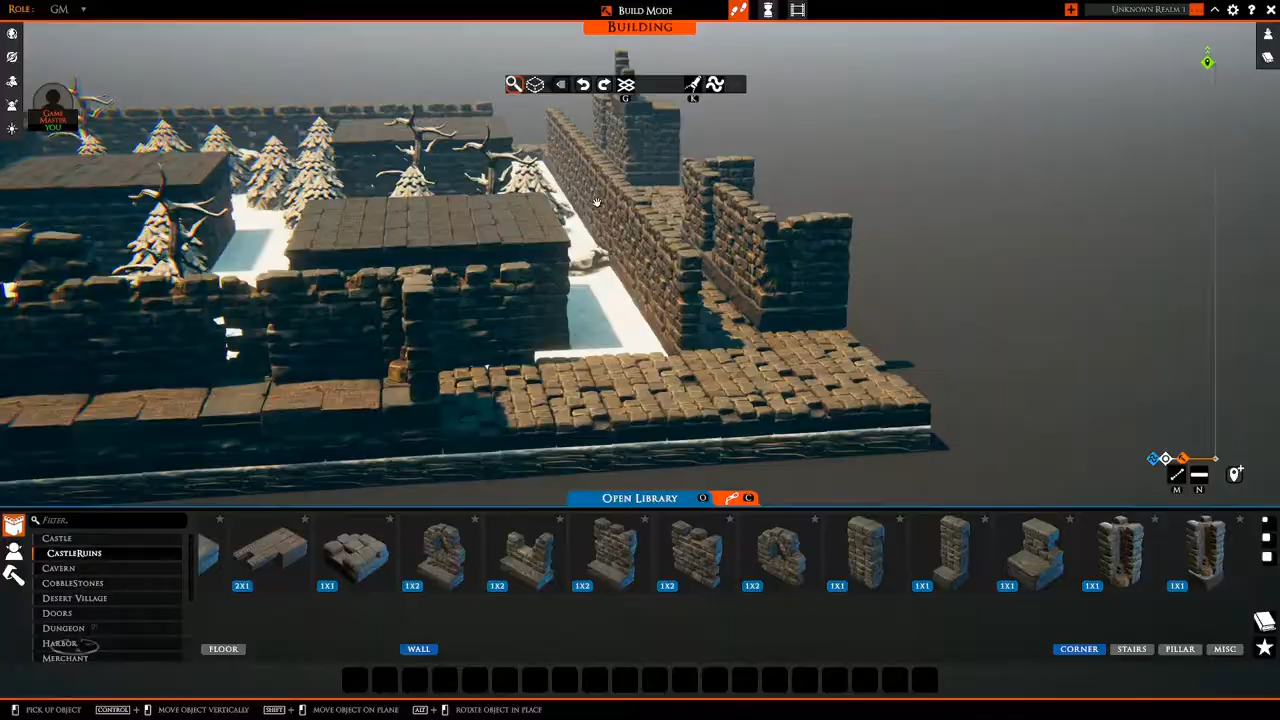 ROLE: GM
BUILD MODE
UNKNOWN REALM 1
BUILDING
G
K
GAME MASTER
YOU
M N
OPEN LIBRARY O C
FILTER..
CASTLE
CASTLERUINS
CAVERN
COBBLESTONES
DESERT VILLAGE
DOORS
DUNGEON
HARBOR
MERCHANT
2X1 1X1 1X2 1X2 1X2 1X2 1X2 1X1 1X1 1X1 1X1 1X1
FLOOR WALL CORNER STAIRS PILLAR MISC
PICK UP OBJECT CONTROL + MOVE OBJECT VERTICALLY SHIFT + MOVE OBJECT ON PLANE ALT + ROTATE OBJECT IN PLACE